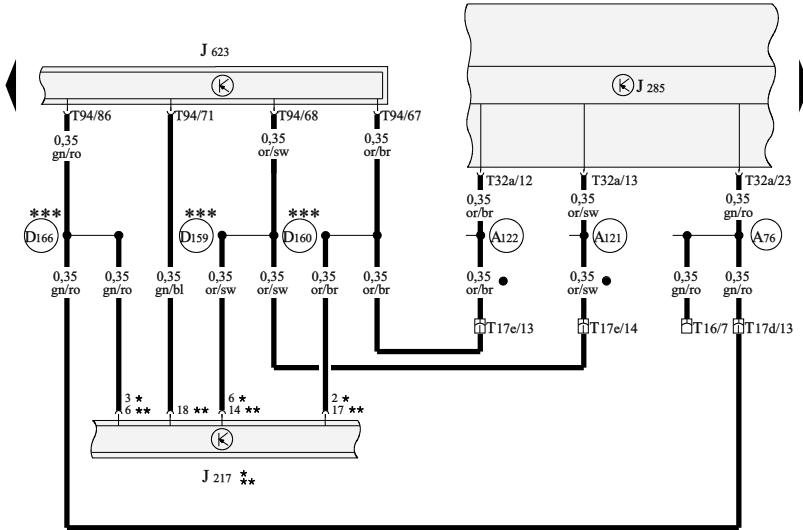 J 623
J 285
T94/86
T94/71
T94/68
T94/67
0,35
gn/ro
0,35
or/sw
0,35
or/br
T32a/12
T32a/13
T32a/23
0,35
or/br
0,35
or/sw
0,35
gn/ro
***
***
***
D166
D159
D160
A122
A121
A76
0,35
gn/ro
0,35
gn/ro
0,35
gn/bl
0,35
or/sw
0,35
or/sw
0,35
or/br
0,35
or/br
0,35
or/br
0,35
or/sw
0,35
gn/ro
0,35
gn/ro
T17e/13
T17e/14
T16/7
T17d/13
3 *
6 **
18 **
6 *
14 **
2 *
17 **
J 217 *
**